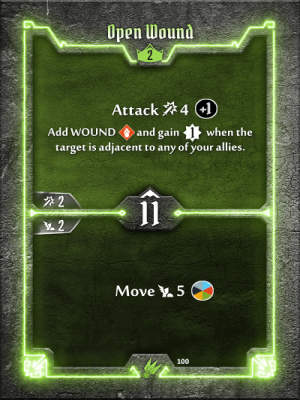 Open Wound
2
Attack 4 +1
Add WOUND and gain 1 when the
target is adjacent to any of your allies.
2
11
2
Move 5
100